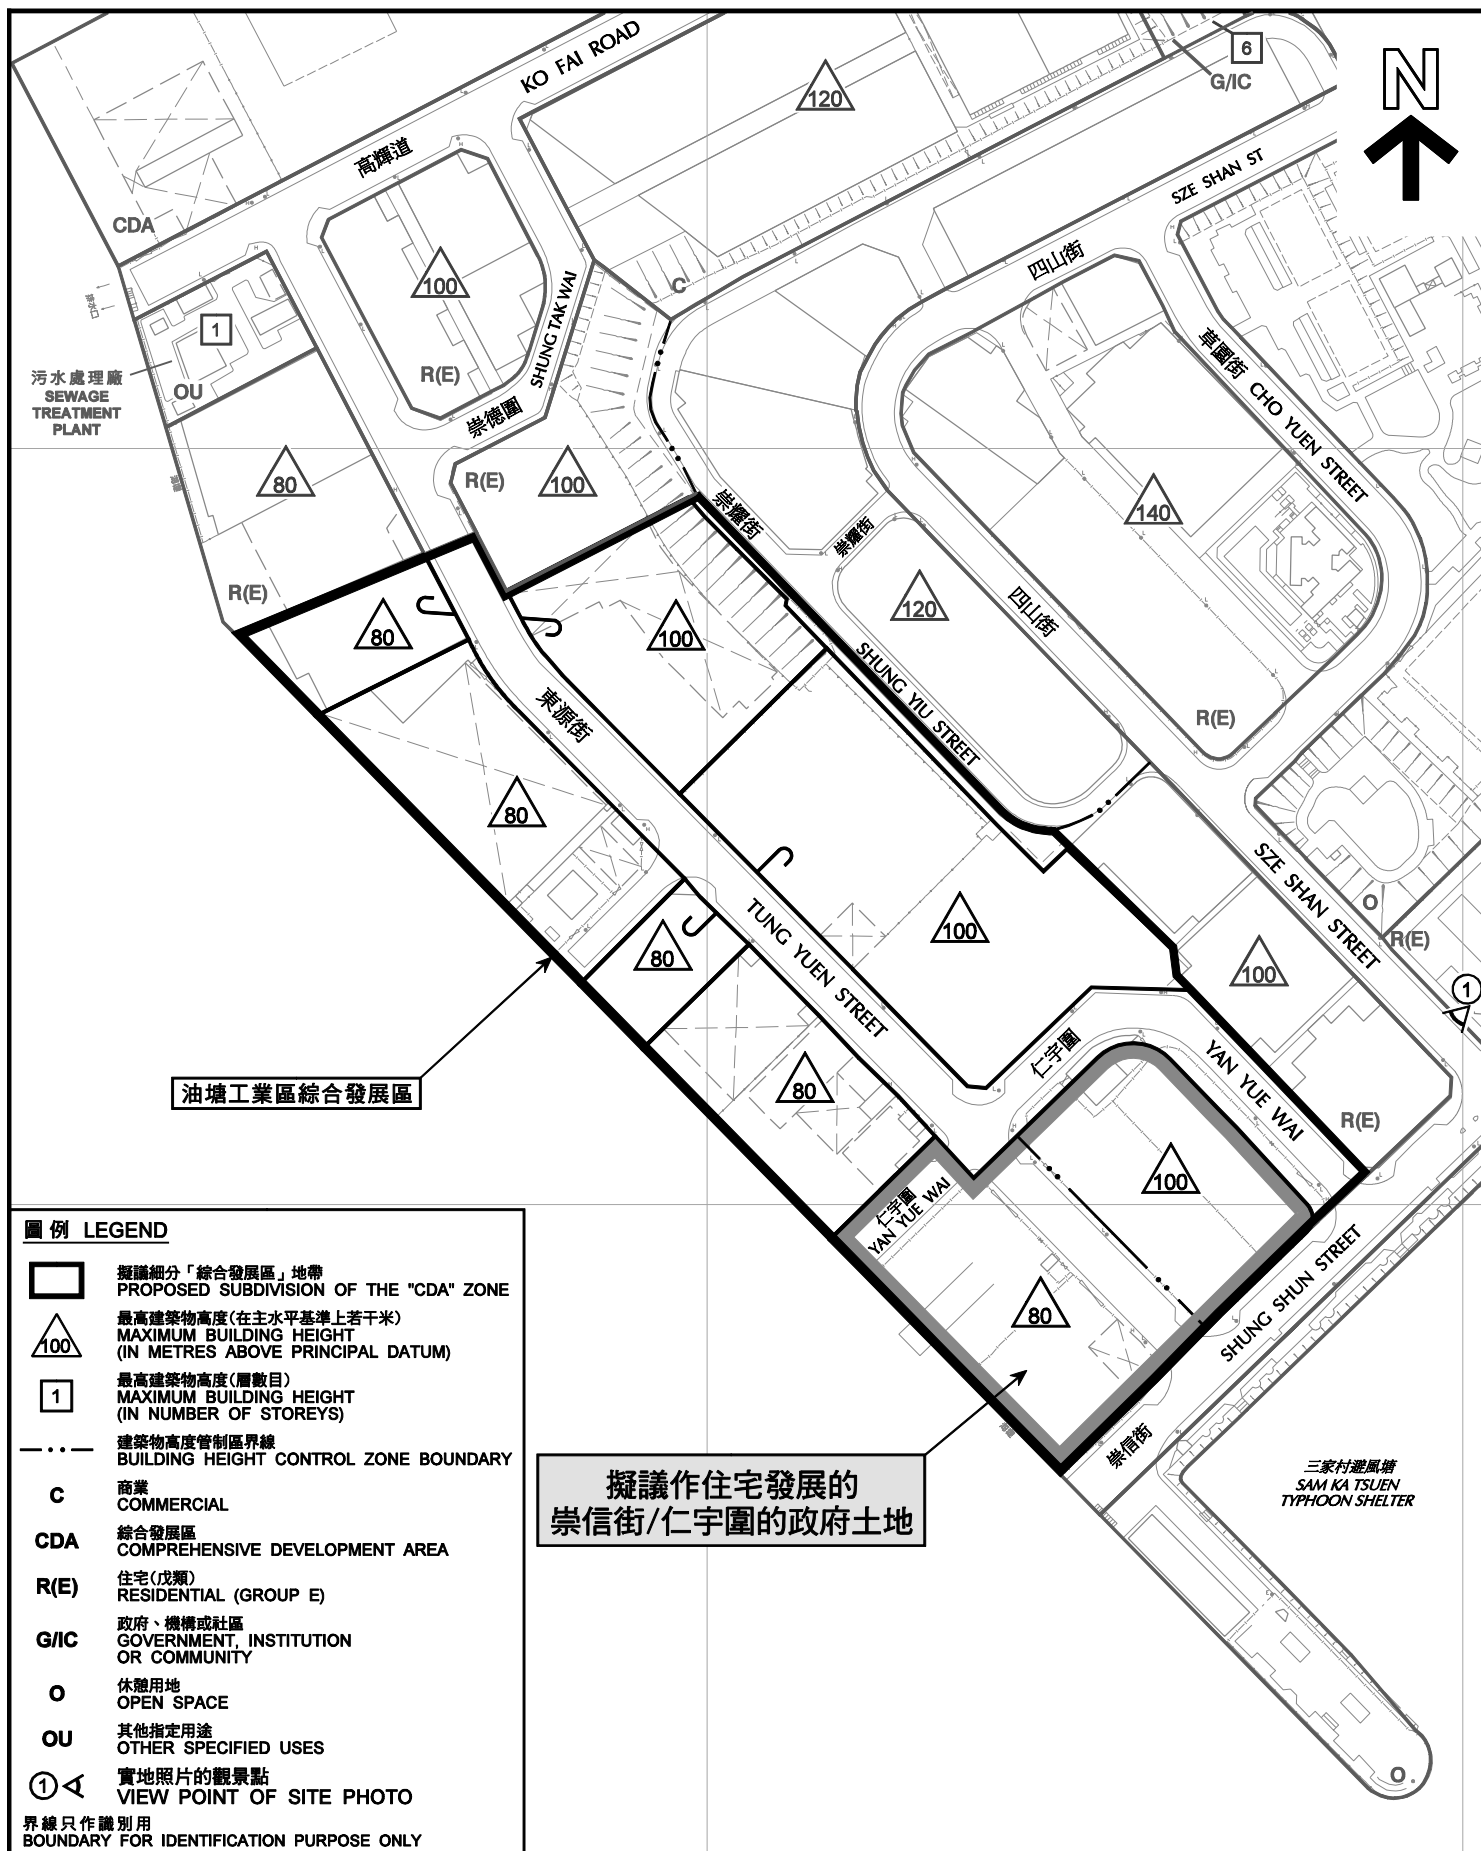 KO FAI ROAD
高輝道
120
6
G/IC
N
SZE SHAN ST
四山街
CDA
100
SHUNG TAK WAI
C
草園街 CHO YUEN STREET
排水口
1
R(E)
污水處理廠
SEWAGE
TREATMENT
PLANT
OU
崇德圍
80
R(E)
100
140
崇耀街
崇耀街
R(E)
80
100
120
四山街
SHUNG YIU STREET
R(E)
東源街
80
SZE SHAN STREET
O
R(E)
TUNG YUEN STREET
100
80
100
1
仁宇圍
YAN YUE WAI
80
油塘工業區綜合發展區
R(E)
100
仁宇圍
YAN YUE WAI
80
SHUNG SHUN STREET
崇信街
擬議作住宅發展的
崇信街/仁宇圍的政府土地
三家村避風塘
SAM KA TSUEN
TYPHOON SHELTER
O
圖例 LEGEND
擬議細分「綜合發展區」地帶
PROPOSED SUBDIVISION OF THE "CDA" ZONE
100
最高建築物高度(在主水平基準上若干米)
MAXIMUM BUILDING HEIGHT
(IN METRES ABOVE PRINCIPAL DATUM)
1
最高建築物高度(層數目)
MAXIMUM BUILDING HEIGHT
(IN NUMBER OF STOREYS)
建築物高度管制區界線
BUILDING HEIGHT CONTROL ZONE BOUNDARY
C
商業
COMMERCIAL
CDA
綜合發展區
COMPREHENSIVE DEVELOPMENT AREA
R(E)
住宅(戊類)
RESIDENTIAL (GROUP E)
G/IC
政府、機構或社區
GOVERNMENT, INSTITUTION
OR COMMUNITY
O
休憩用地
OPEN SPACE
OU
其他指定用途
OTHER SPECIFIED USES
1
實地照片的觀景點
VIEW POINT OF SITE PHOTO
界線只作識別用
BOUNDARY FOR IDENTIFICATION PURPOSE ONLY